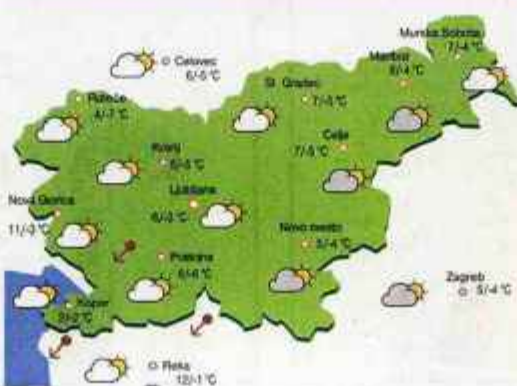 Murska Sobota
7/-4 °C
Maribor
6/-4 °C
Celovec
6/-5 °C
Sl. Gradec
7/-5 °C
Rateče
4/-7 °C
Celje
7/-5 °C
Kranj
6/-5 °C
Ljubljana
6/-3 °C
Nova Gorica
11/-3 °C
Novo mesto
5/-4 °C
Postojna
6/-6 °C
Zagreb
5/-4 °C
Koper
Reka
12/-1 °C